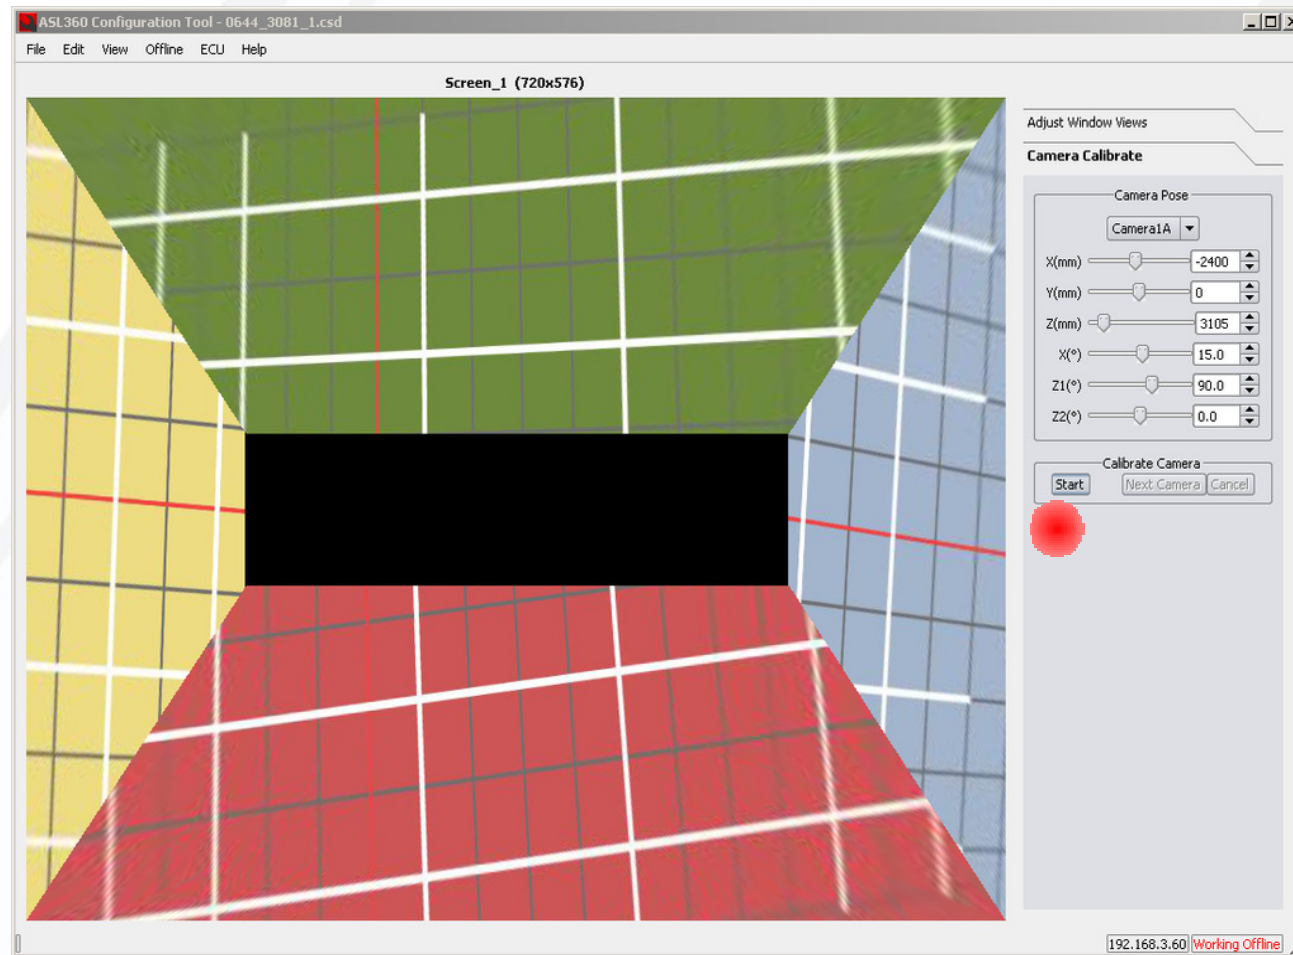 ASL360 Configuration Tool - 0644_3081_1.csd
File Edit View Offline ECU Help
Screen_1 (720x576)
Adjust Window Views
Camera Calibrate
Camera Pose
Camera1A
X(mm) -2400
Y(mm) 0
Z(mm) 3105
X(°) 15.0
Z1(°) 90.0
Z2(°) 0.0
Calibrate Camera
Start Next Camera Cancel
192.168.3.60 Working Offline